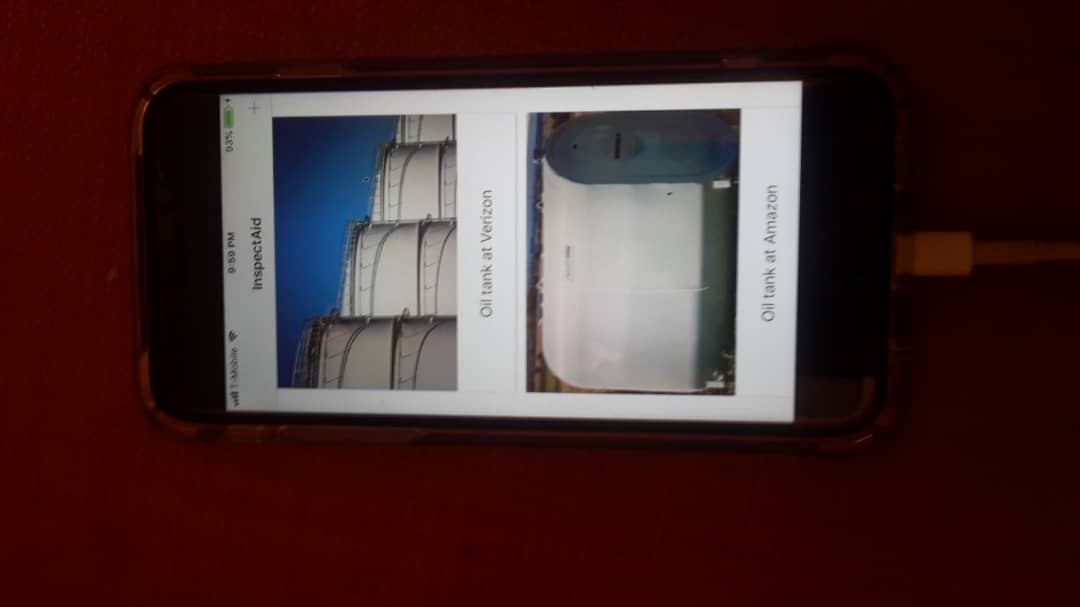 T-Mobile 9:59 PM 93%
InspectAid +
Oil tank at Verizon
Oil tank at Amazon